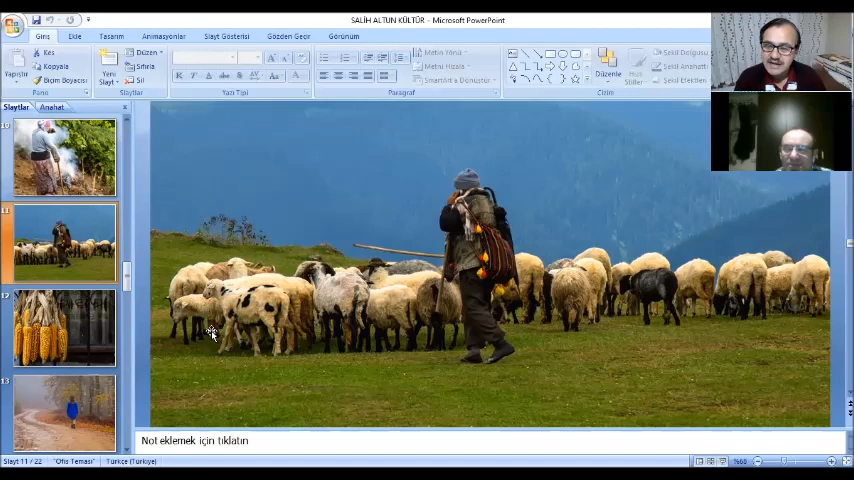 SALİH ALTUN KÜLTÜR - Microsoft PowerPoint
Giriş Ekle Tasarım Animasyonlar Slayt Gösterisi Gözden Geçir Görünüm
Kes
Kopyala
Biçim Boyacısı
Yapıştır
Pano
Yeni
Slayt
Düzen
Sıfırla
Sil
Slaytlar
K T A
Yazı Tipi
Metin Yönü
Metni Hizala
SmartArt'a Dönüştür
Paragraf
Düzenle
Hızlı
Stiller
Şekil Dolgusu
Şekil Anahattı
Şekil Efektleri
Çizim
Slaytlar Anahat
10
11
12
13
Not eklemek için tıklatın
Slayt 11 / 22 "Ofis Teması" Türkçe (Türkiye) %68